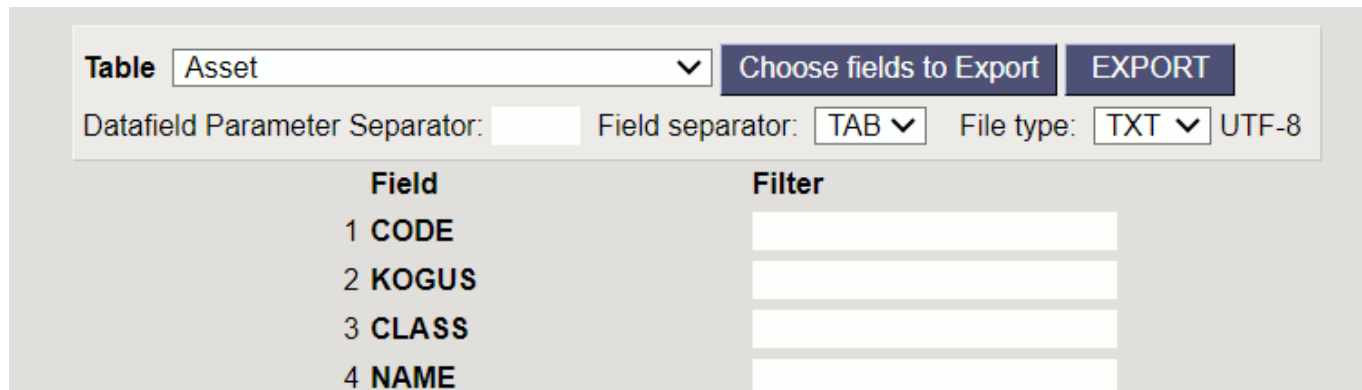 Table Asset Choose fields to Export EXPORT
Datafield Parameter Separator: Field separator: TAB File type: TXT UTF-8
Field Filter
1 CODE
2 KOGUS
3 CLASS
4 NAME